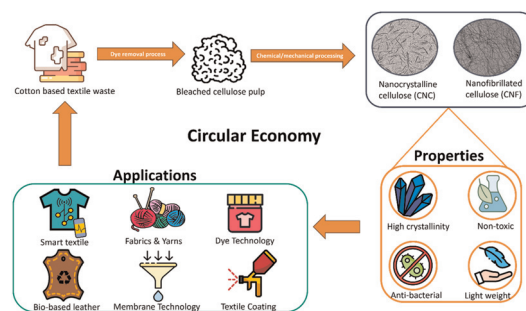 Dye removal process
Chemical/mechanical processing
Cotton based textile waste
Bleached cellulose pulp
Nanocrystalline
cellulose (CNC)
Nanofibrillated
cellulose (CNF)
Circular Economy
Properties
High crystallinity
Non-toxic
Anti-bacterial
Light weight
Applications
Smart textile
Fabrics & Yarns
Dye Technology
Bio-based leather
Membrane Technology
Textile Coating